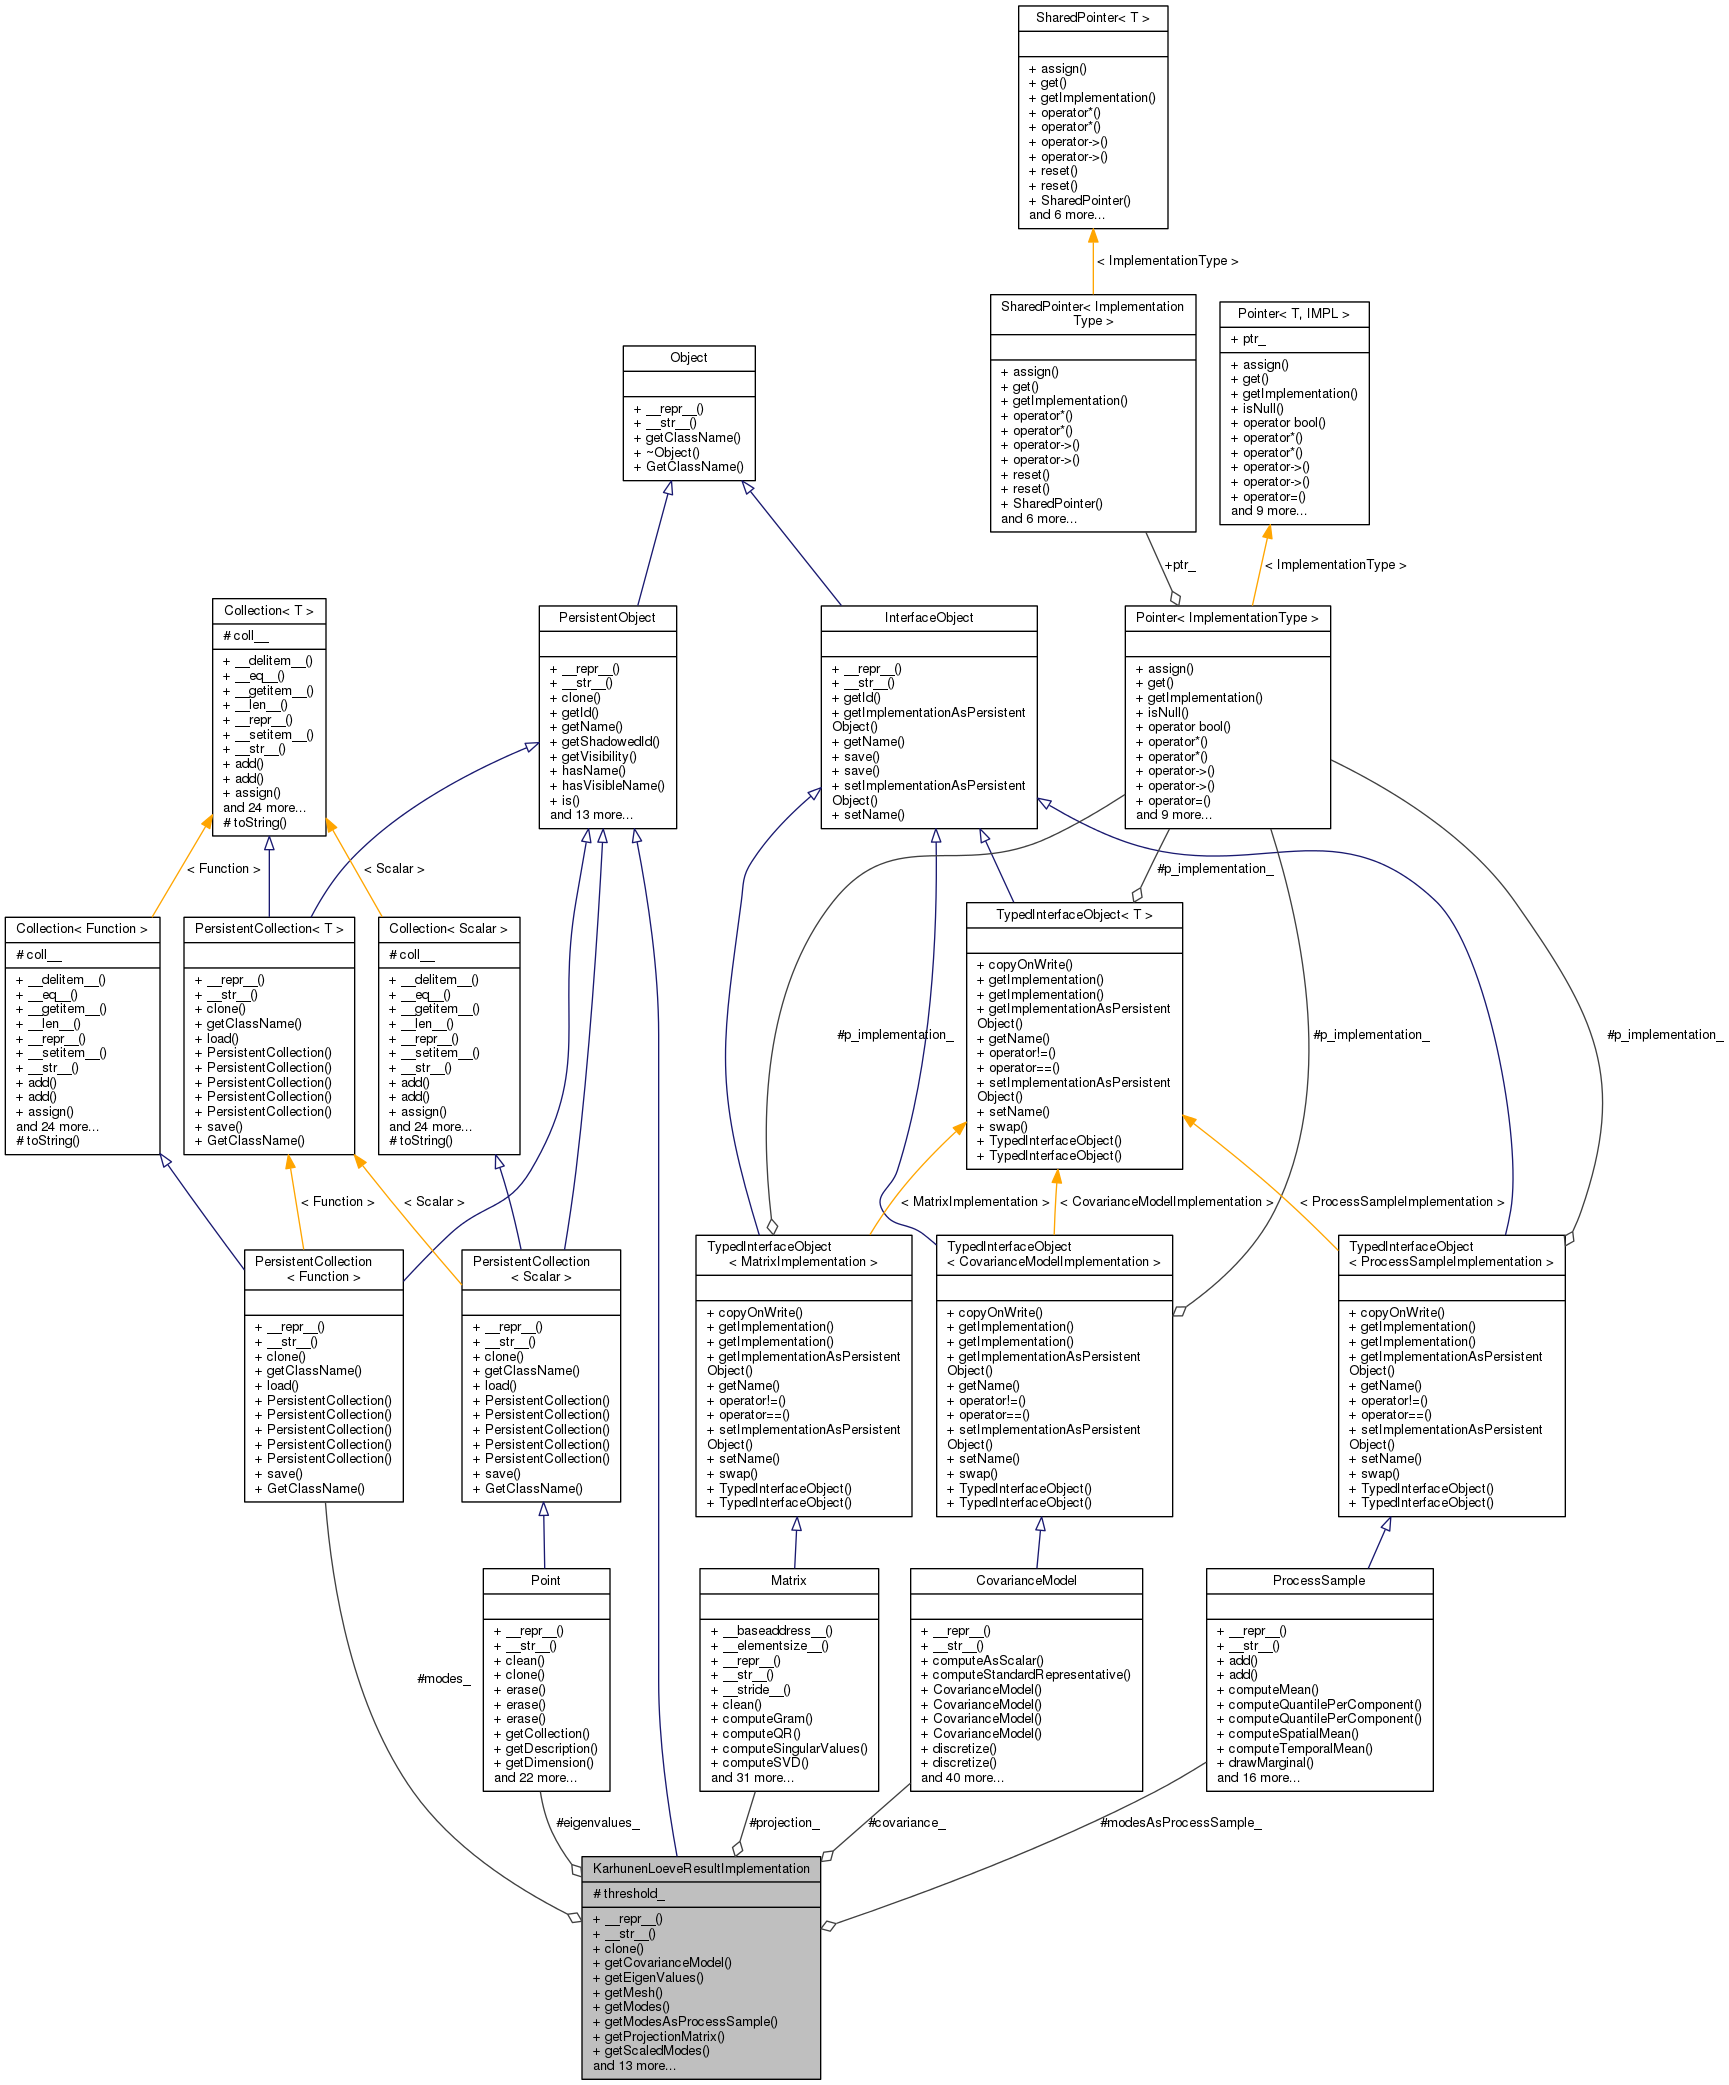 SharedPointer< T >
+ assign()
+ get()
+ getImplementation()
+ operator*()
+ operator*()
+ operator->()
+ operator->()
+ reset()
+ reset()
+ SharedPointer()
and 6 more...
< ImplementationType >
SharedPointer< Implementation
Type >
+ assign()
+ get()
+ getImplementation()
+ operator*()
+ operator*()
+ operator->()
+ operator->()
+ reset()
+ reset()
+ SharedPointer()
and 6 more...
Pointer< T, IMPL >
+ ptr_
+ assign()
+ get()
+ getImplementation()
+ isNull()
+ operator bool()
+ operator*()
+ operator*()
+ operator->()
+ operator->()
+ operator=()
and 9 more...
Object
+ __repr__()
+ __str__()
+ getClassName()
+ ~Object()
+ GetClassName()
+ptr_
< ImplementationType >
Collection< T >
# coll__
+ __delitem__()
+ __eq__()
+ __getitem__()
+ __len__()
+ __repr__()
+ __setitem__()
+ __str__()
+ add()
+ add()
+ assign()
and 24 more...
# toString()
PersistentObject
+ __repr__()
+ __str__()
+ clone()
+ getId()
+ getName()
+ getShadowedId()
+ getVisibility()
+ hasName()
+ hasVisibleName()
+ is()
and 13 more...
InterfaceObject
+ __repr__()
+ __str__()
+ getId()
+ getImplementationAsPersistent
Object()
+ getName()
+ save()
+ save()
+ setImplementationAsPersistent
Object()
+ setName()
Pointer< ImplementationType >
+ assign()
+ get()
+ getImplementation()
+ isNull()
+ operator bool()
+ operator*()
+ operator*()
+ operator->()
+ operator->()
+ operator=()
and 9 more...
< Function >
< Scalar >
#p_implementation_
Collection< Function >
# coll__
+ __delitem__()
+ __eq__()
+ __getitem__()
+ __len__()
+ __repr__()
+ __setitem__()
+ __str__()
+ add()
+ add()
+ assign()
and 24 more...
# toString()
PersistentCollection< T >
+ __repr__()
+ __str__()
+ clone()
+ getClassName()
+ load()
+ PersistentCollection()
+ PersistentCollection()
+ PersistentCollection()
+ PersistentCollection()
+ PersistentCollection()
+ save()
+ GetClassName()
Collection< Scalar >
# coll__
+ __delitem__()
+ __eq__()
+ __getitem__()
+ __len__()
+ __repr__()
+ __setitem__()
+ __str__()
+ add()
+ add()
+ assign()
and 24 more...
# toString()
TypedInterfaceObject< T >
+ copyOnWrite()
+ getImplementation()
+ getImplementation()
+ getImplementationAsPersistent
Object()
+ getName()
+ operator!=()
+ operator==()
+ setImplementationAsPersistent
Object()
+ setName()
+ swap()
+ TypedInterfaceObject()
+ TypedInterfaceObject()
#p_implementation_
#p_implementation_
#p_implementation_
< Function >
< Scalar >
< MatrixImplementation >
< CovarianceModelImplementation >
< ProcessSampleImplementation >
PersistentCollection
< Function >
+ __repr__()
+ __str__()
+ clone()
+ getClassName()
+ load()
+ PersistentCollection()
+ PersistentCollection()
+ PersistentCollection()
+ PersistentCollection()
+ PersistentCollection()
+ save()
+ GetClassName()
PersistentCollection
< Scalar >
+ __repr__()
+ __str__()
+ clone()
+ getClassName()
+ load()
+ PersistentCollection()
+ PersistentCollection()
+ PersistentCollection()
+ PersistentCollection()
+ PersistentCollection()
+ save()
+ GetClassName()
TypedInterfaceObject
< MatrixImplementation >
+ copyOnWrite()
+ getImplementation()
+ getImplementation()
+ getImplementationAsPersistent
Object()
+ getName()
+ operator!=()
+ operator==()
+ setImplementationAsPersistent
Object()
+ setName()
+ swap()
+ TypedInterfaceObject()
+ TypedInterfaceObject()
TypedInterfaceObject
< CovarianceModelImplementation >
+ copyOnWrite()
+ getImplementation()
+ getImplementation()
+ getImplementationAsPersistent
Object()
+ getName()
+ operator!=()
+ operator==()
+ setImplementationAsPersistent
Object()
+ setName()
+ swap()
+ TypedInterfaceObject()
+ TypedInterfaceObject()
TypedInterfaceObject
< ProcessSampleImplementation >
+ copyOnWrite()
+ getImplementation()
+ getImplementation()
+ getImplementationAsPersistent
Object()
+ getName()
+ operator!=()
+ operator==()
+ setImplementationAsPersistent
Object()
+ setName()
+ swap()
+ TypedInterfaceObject()
+ TypedInterfaceObject()
#modes_
Point
+ __repr__()
+ __str__()
+ clean()
+ clone()
+ erase()
+ erase()
+ erase()
+ getCollection()
+ getDescription()
+ getDimension()
and 22 more...
Matrix
+ __baseaddress__()
+ __elementsize__()
+ __repr__()
+ __str__()
+ __stride__()
+ clean()
+ computeGram()
+ computeQR()
+ computeSingularValues()
+ computeSVD()
and 31 more...
CovarianceModel
+ __repr__()
+ __str__()
+ computeAsScalar()
+ computeStandardRepresentative()
+ CovarianceModel()
+ CovarianceModel()
+ CovarianceModel()
+ CovarianceModel()
+ discretize()
+ discretize()
and 40 more...
ProcessSample
+ __repr__()
+ __str__()
+ add()
+ add()
+ computeMean()
+ computeQuantilePerComponent()
+ computeQuantilePerComponent()
+ computeSpatialMean()
+ computeTemporalMean()
+ drawMarginal()
and 16 more...
#eigenvalues_
#projection_
#covariance_
#modesAsProcessSample_
KarhunenLoeveResultImplementation
# threshold_
+ __repr__()
+ __str__()
+ clone()
+ getCovarianceModel()
+ getEigenValues()
+ getMesh()
+ getModes()
+ getModesAsProcessSample()
+ getProjectionMatrix()
+ getScaledModes()
and 13 more...